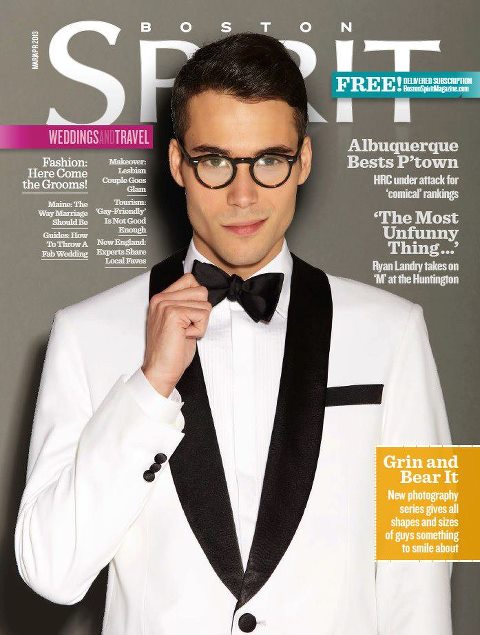 BOSTON
SPIRIT
MAR|APR 2013
FREE! DELIVERED SUBSCRIPTION
BostonSpiritMagazine.com
WEDDINGSANDTRAVEL
Fashion:
Here Come
the Grooms!
Maine: The
Way Marriage
Should Be
Guides: How
To Throw A
Fab Wedding
Makeover:
Lesbian
Couple Goes
Glam
Tourism:
'Gay-Friendly'
Is Not Good
Enough
New England:
Experts Share
Local Faves
Albuquerque
Bests P'town
HRC under attack for
'comical' rankings
'The Most
Unfunny
Thing...'
Ryan Landry takes on
'M' at the Huntington
Grin and
Bear It
New photography
series gives all
shapes and sizes
of guys something
to smile about